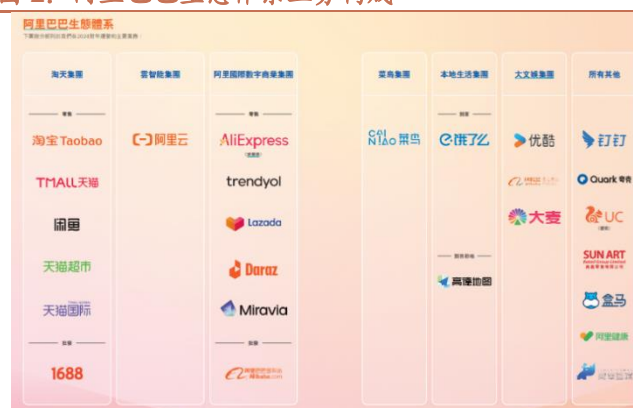 阿里巴巴生態體系
淘天集團
雲智能集團
阿里國際數字商業集團
菜鳥集團
本地生活集團
大文娛集團
所有其他
淘宝 Taobao
阿里云
AliExpress
CAINIAO 菜鸟
饿了么
优酷
钉钉
TMALL天猫
trendyol
Quark 夸克
闲鱼
Lazada
大麦
UC
天猫超市
Daraz
高德地图
SUN ART
天猫国际
Miravia
盒马
阿里健康
1688